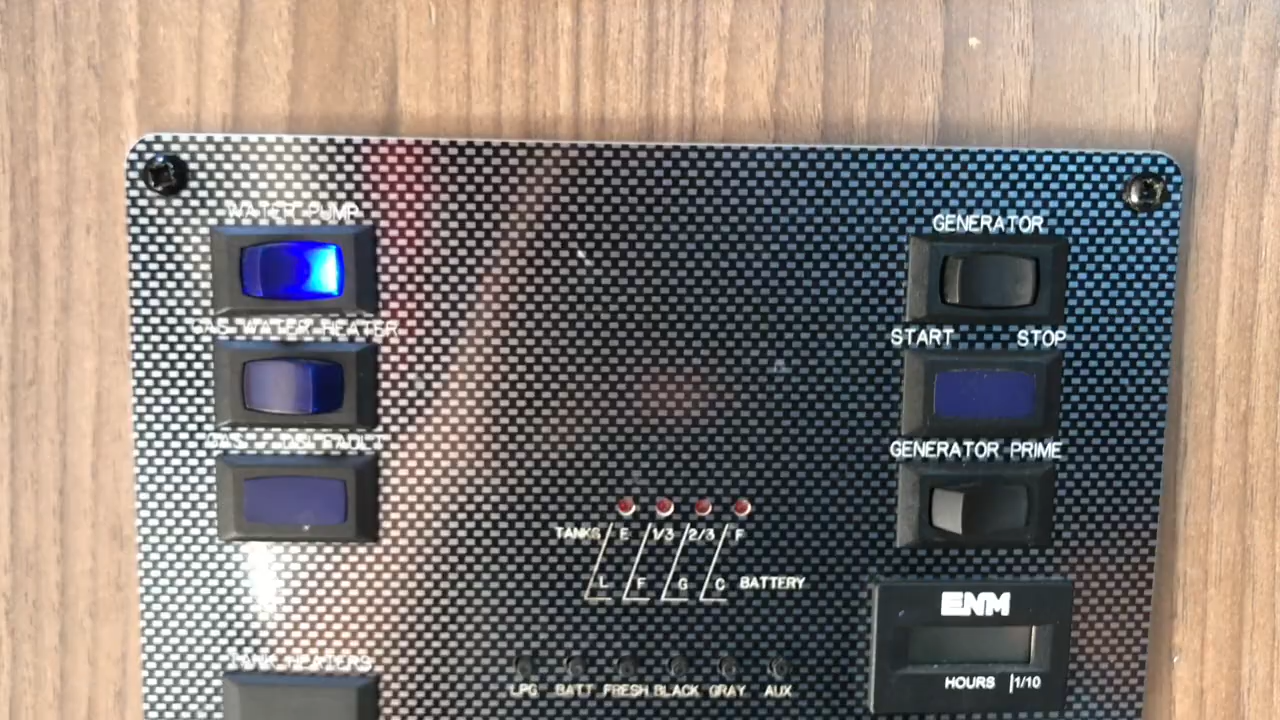 WATER PUMP
GENERATOR
GAS WATER HEATER
START STOP
GAS - DSI FAULT
GENERATOR PRIME
TANKS E 1/3 2/3 F
L F G C BATTERY
ENM
HOURS 1/10
TANK HEATERS
LPG BATT FRESH BLACK GRAY AUX